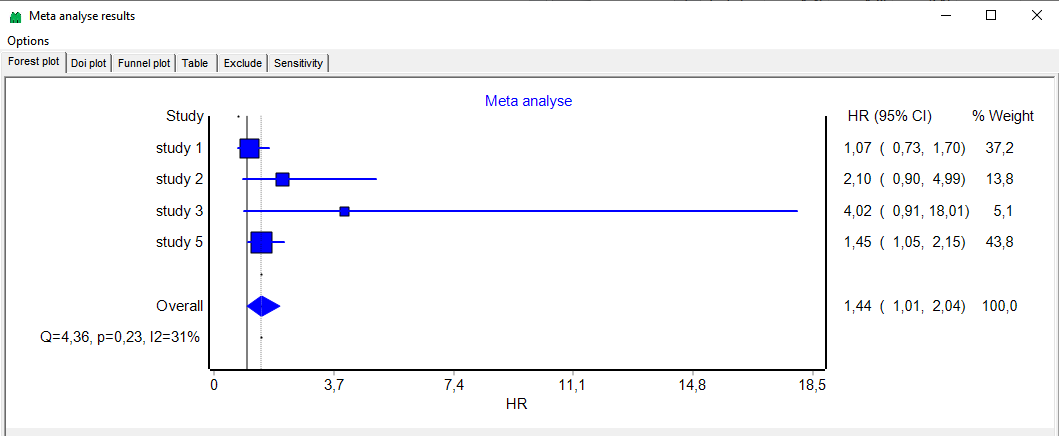 Meta analyse results
Options
Forest plot Doi plot Funnel plot Table Exclude Sensitivity
Meta analyse
Study HR (95% CI) % Weight
study 1 1,07 ( 0,73, 1,70) 37,2
study 2 2,10 ( 0,90, 4,99) 13,8
study 3 4,02 ( 0,91, 18,01) 5,1
study 5 1,45 ( 1,05, 2,15) 43,8
Overall 1,44 ( 1,01, 2,04) 100,0
Q=4,36, p=0,23, I2=31%
0 3,7 7,4 11,1 14,8 18,5
HR